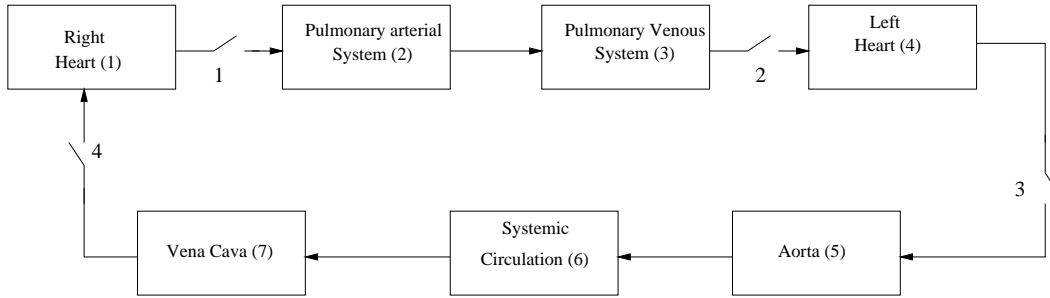 Right
Heart (1)
1
Pulmonary arterial
System (2)
Pulmonary Venous
System (3)
2
Left
Heart (4)
3
4
Vena Cava (7)
Systemic
Circulation (6)
Aorta (5)